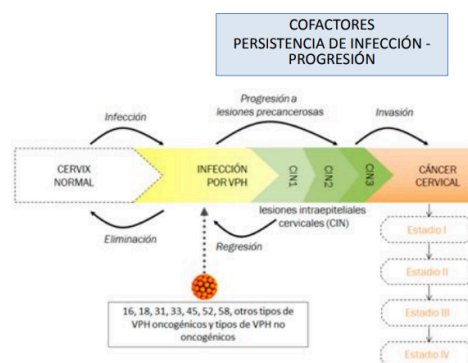 COFACTORES
PERSISTENCIA DE INFECCIÓN -
PROGRESIÓN
Infección
Progresión a
lesiones precancerosas
Invasión
CERVIX
NORMAL
INFECCIÓN
POR VPH
CIN1
CIN2
CIN3
CÁNCER
CERVICAL
Eliminación
Regresión
lesiones intraepiteliales
cervicales (CIN)
Estadio I
Estadio II
Estadio III
Estadio IV
16, 18, 31, 33, 45, 52, 58, otros tipos de
VPH oncogénicos y tipos de VPH no
oncogénicos